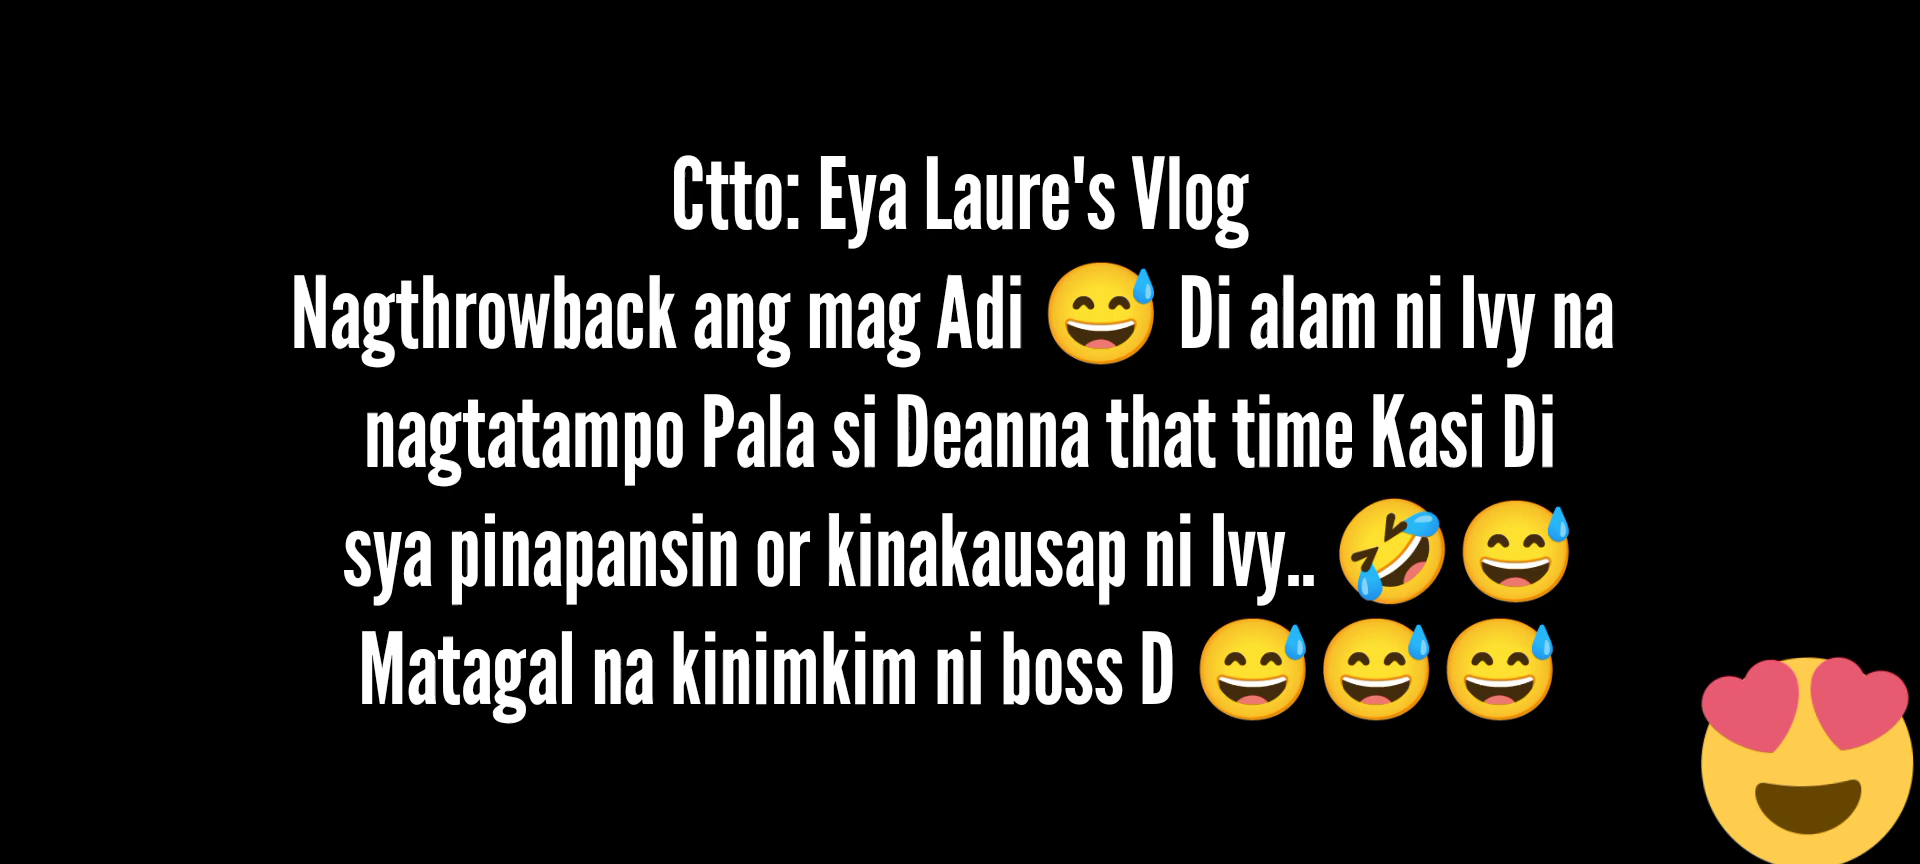 Ctto: Eya Laure's Vlog
Nagthrowback ang mag Adi 😅 Di alam ni Ivy na
nagtatampo Pala si Deanna that time Kasi Di
sya pinapansin or kinakausap ni Ivy.. 🤣😅
Matagal na kinimkim ni boss D 😅😅😅